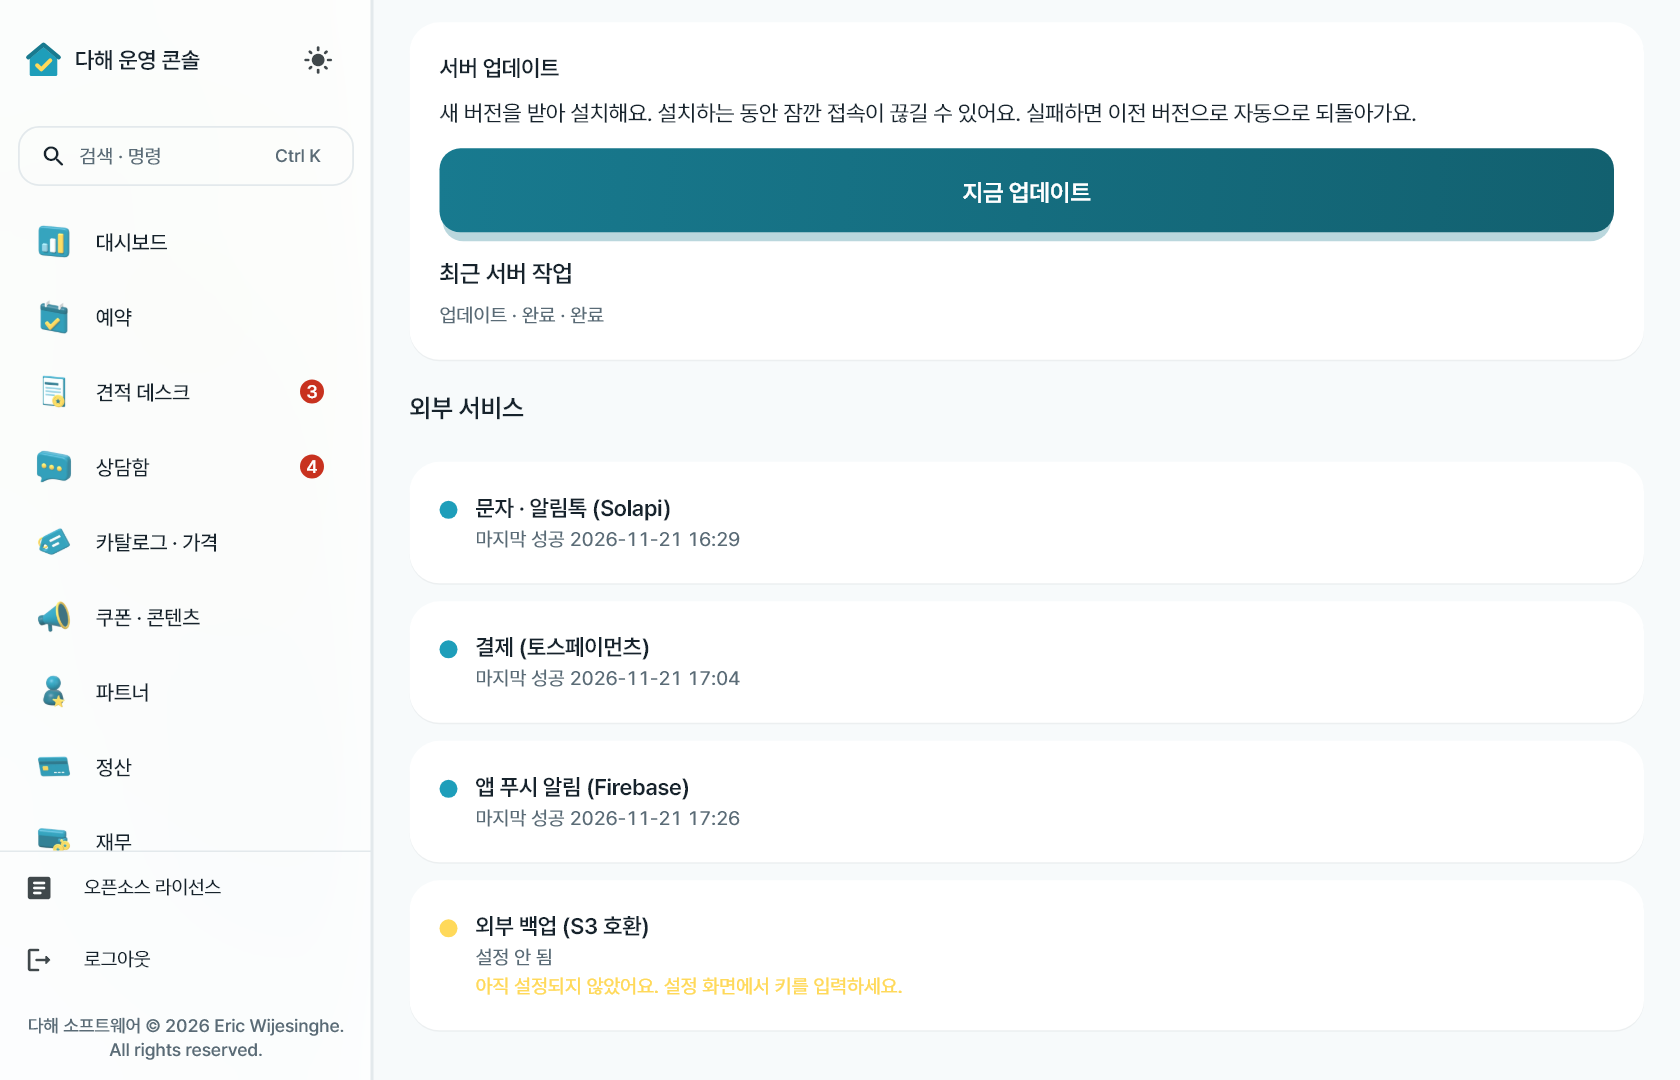 다해 운영 콘솔
검색 · 명령 Ctrl K
대시보드
예약
견적 데스크 3
상담함 4
카탈로그 · 가격
쿠폰 · 콘텐츠
파트너
정산
재무
오픈소스 라이선스
로그아웃
다해 소프트웨어 © 2026 Eric Wijesinghe.
All rights reserved.
서버 업데이트
새 버전을 받아 설치해요. 설치하는 동안 잠깐 접속이 끊길 수 있어요. 실패하면 이전 버전으로 자동으로 되돌아가요.
지금 업데이트
최근 서버 작업
업데이트 · 완료 · 완료
외부 서비스
문자 · 알림톡 (Solapi)
마지막 성공 2026-11-21 16:29
결제 (토스페이먼츠)
마지막 성공 2026-11-21 17:04
앱 푸시 알림 (Firebase)
마지막 성공 2026-11-21 17:26
외부 백업 (S3 호환)
설정 안 됨
아직 설정되지 않았어요. 설정 화면에서 키를 입력하세요.